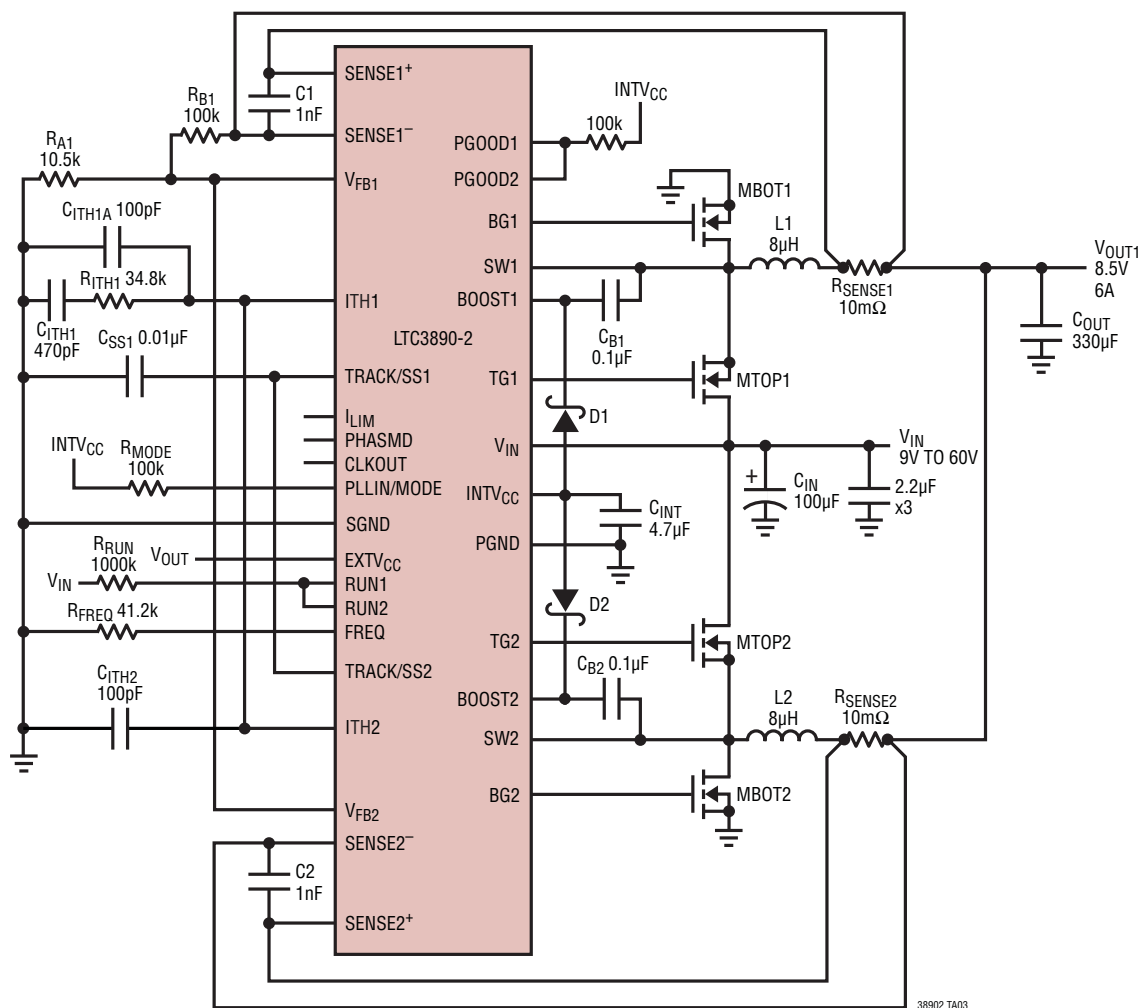 SENSE1+
C1
1nF
RB1
100k
SENSE1–
RA1
10.5k
VFB1
CITH1A 100pF
RITH1 34.8k
ITH1
CITH1
470pF
CSS1 0.01µF
LTC3890-2
TRACK/SS1
ILIM
PHASMD
CLKOUT
INTVCC
RMODE
100k
PLLIN/MODE
SGND
VOUT
EXTVCC
RRUN
1000k
VIN
RUN1
RUN2
RFREQ 41.2k
FREQ
TRACK/SS2
CITH2
100pF
ITH2
VFB2
SENSE2–
C2
1nF
SENSE2+
INTVCC
100k
PGOOD1
PGOOD2
MBOT1
BG1
L1
8µH
SW1
RSENSE1
10mΩ
VOUT1
8.5V
6A
COUT
330µF
BOOST1
CB1
0.1µF
TG1
MTOP1
D1
VIN
VIN
9V TO 60V
CIN
100µF
+
2.2µF
x3
INTVCC
CINT
4.7µF
PGND
D2
TG2
MTOP2
CB2 0.1µF
BOOST2
L2
8µH
RSENSE2
10mΩ
SW2
MBOT2
BG2
38902 TA03